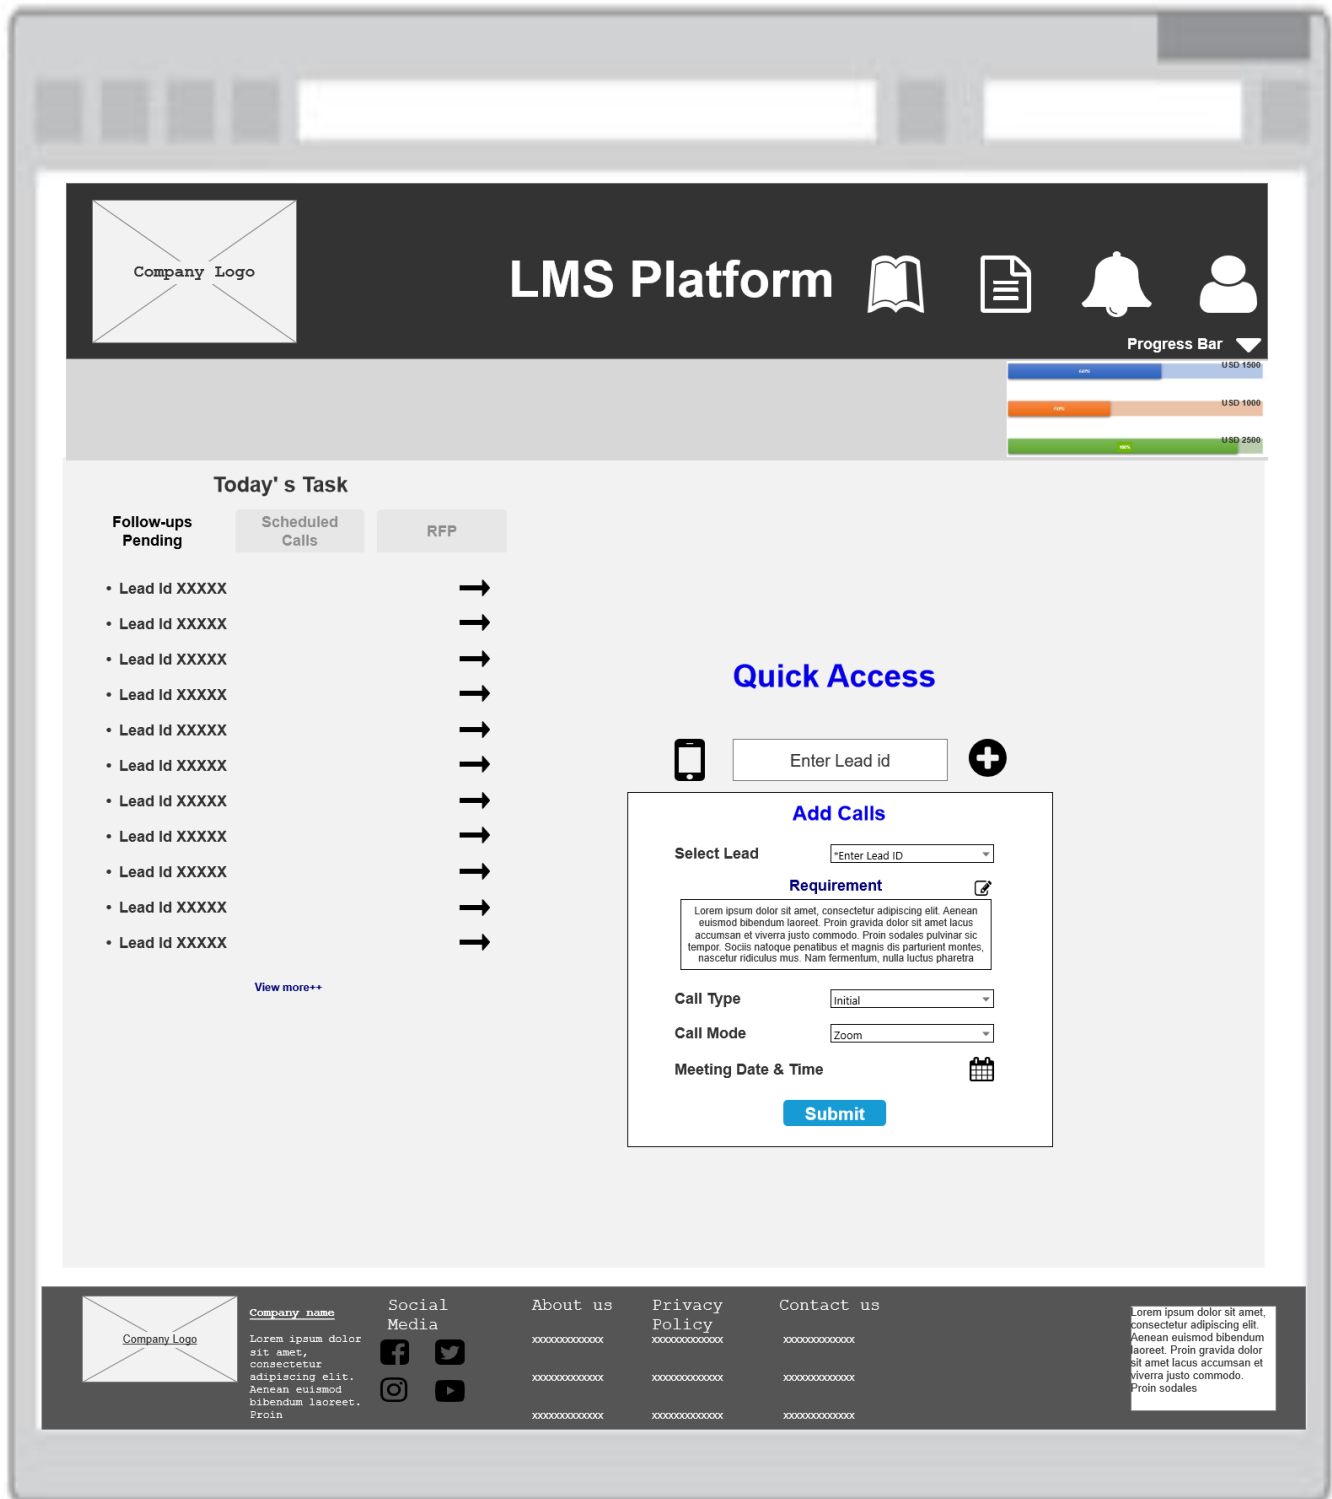 Company Logo
LMS Platform
Progress Bar
USD 1500
USD 1000
USD 2500
Today' s Task
Follow-ups
Pending
Scheduled
Calls
RFP
• Lead Id XXXXX
• Lead Id XXXXX
• Lead Id XXXXX
• Lead Id XXXXX
• Lead Id XXXXX
• Lead Id XXXXX
• Lead Id XXXXX
• Lead Id XXXXX
• Lead Id XXXXX
• Lead Id XXXXX
• Lead Id XXXXX
View more++
Quick Access
Enter Lead id
Add Calls
Select Lead
*Enter Lead ID
Requirement
Lorem ipsum dolor sit amet, consectetur adipiscing elit. Aenean
euismod bibendum laoreet. Proin gravida dolor sit amet lacus
accumsan et viverra justo commodo. Proin sodales pulvinar sic
tempor. Sociis natoque penatibus et magnis dis parturient montes,
nascetur ridiculus mus. Nam fermentum, nulla luctus pharetra
Call Type
Initial
Call Mode
Zoom
Meeting Date & Time
Submit
Company Logo
Company name
Lorem ipsum dolor
sit amet,
consectetur
adipiscing elit.
Aenean euismod
bibendum laoreet.
Proin
Social
Media
About us
xxxxxxxxxxxxx
xxxxxxxxxxxxx
xxxxxxxxxxxxx
Privacy
Policy
xxxxxxxxxxxxx
xxxxxxxxxxxxx
xxxxxxxxxxxxx
Contact us
xxxxxxxxxxxxx
xxxxxxxxxxxxx
xxxxxxxxxxxxx
Lorem ipsum dolor sit amet,
consectetur adipiscing elit.
Aenean euismod bibendum
laoreet. Proin gravida dolor
sit amet lacus accumsan et
viverra justo commodo.
Proin sodales